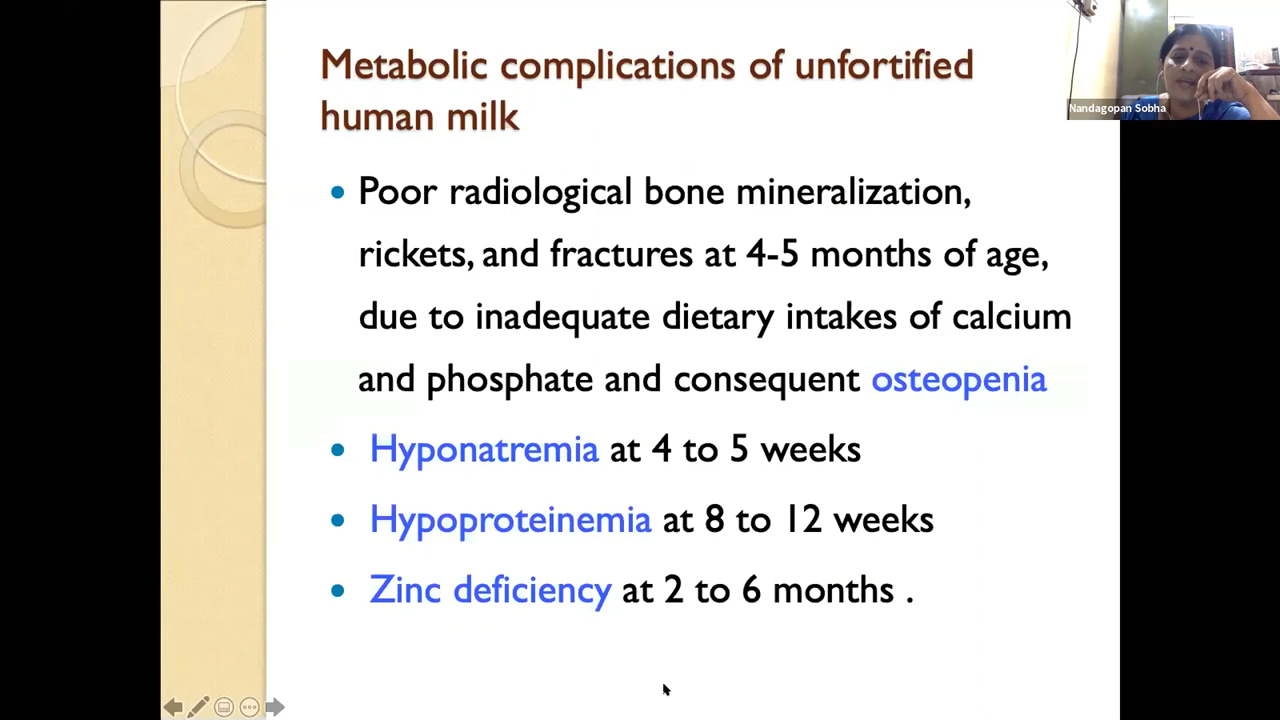 Metabolic complications of unfortified
human milk
Nandagopan Sobha
• Poor radiological bone mineralization,
rickets, and fractures at 4-5 months of age,
due to inadequate dietary intakes of calcium
and phosphate and consequent osteopenia
• Hyponatremia at 4 to 5 weeks
• Hypoproteinemia at 8 to 12 weeks
• Zinc deficiency at 2 to 6 months .